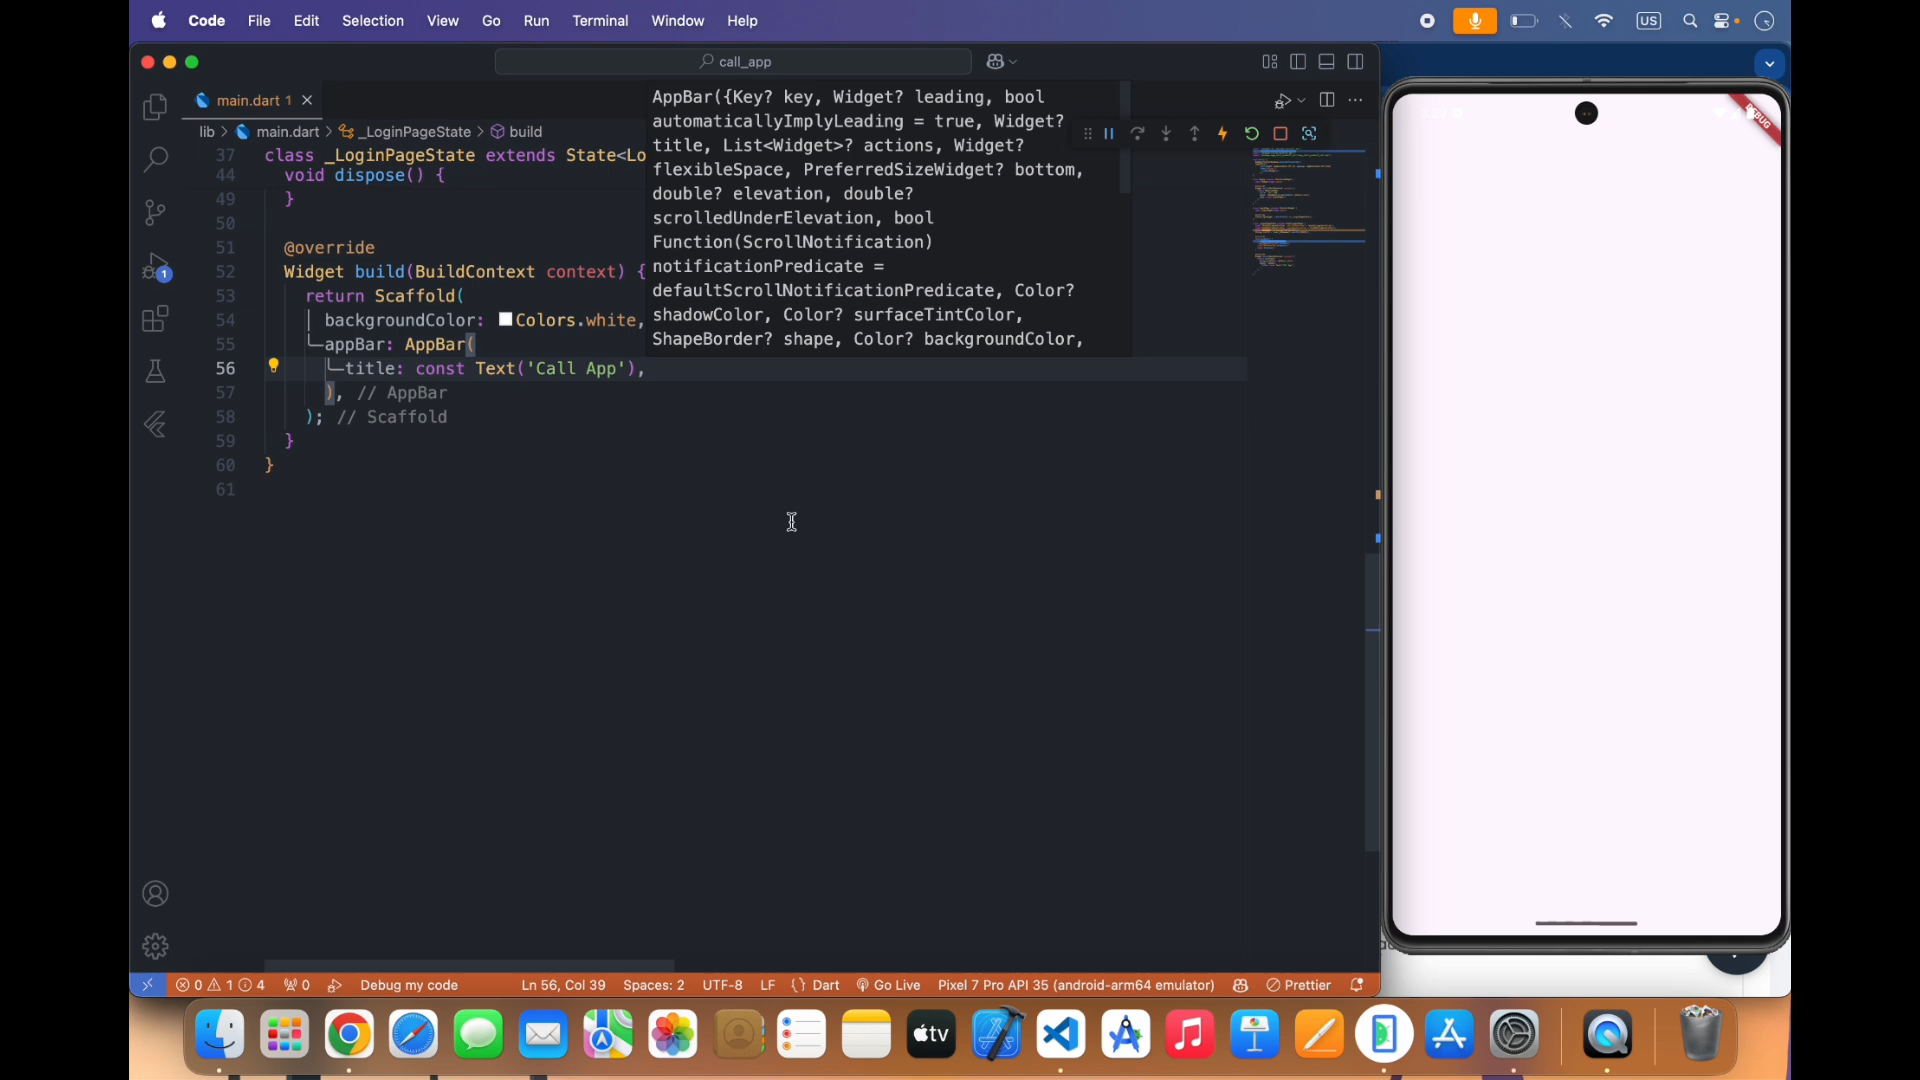 Code File Edit Selection View Go Run Terminal Window Help US
call_app
main.dart 1
lib > main.dart > _LoginPageState > build
37 class _LoginPageState extends State<Lo
44 void dispose() {
49 }
50
51 @override
52 Widget build(BuildContext context) {
53 return Scaffold(
54 backgroundColor: Colors.white,
55 appBar: AppBar(
56 title: const Text('Call App'),
57 ), // AppBar
58 ); // Scaffold
59 }
60 }
61
AppBar({Key? key, Widget? leading, bool
automaticallyImplyLeading = true, Widget?
title, List<Widget>? actions, Widget?
flexibleSpace, PreferredSizeWidget? bottom,
double? elevation, double?
scrolledUnderElevation, bool
Function(ScrollNotification)
notificationPredicate =
defaultScrollNotificationPredicate, Color?
shadowColor, Color? surfaceTintColor,
ShapeBorder? shape, Color? backgroundColor,
1
DEBUG
0 1 4 0 Debug my code Ln 56, Col 39 Spaces: 2 UTF-8 LF {} Dart Go Live Pixel 7 Pro API 35 (android-arm64 emulator) Prettier
tv